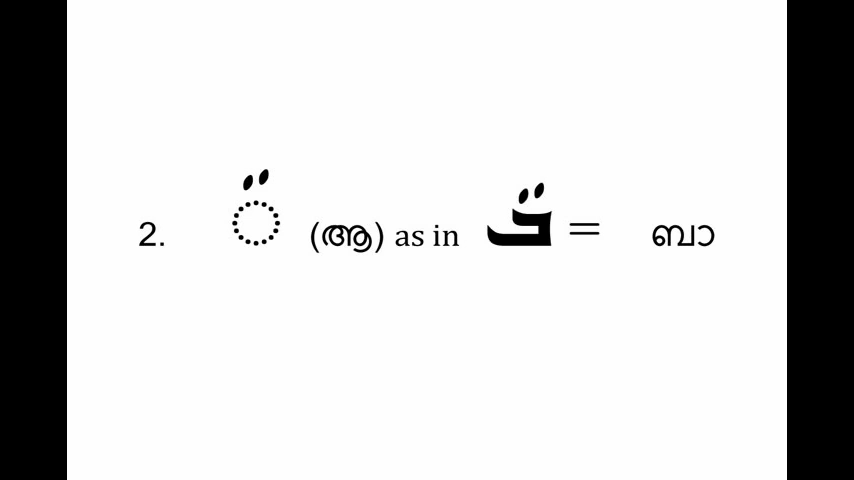 2. ◌ܵ (ആ) as in ܒܵ = ബാ